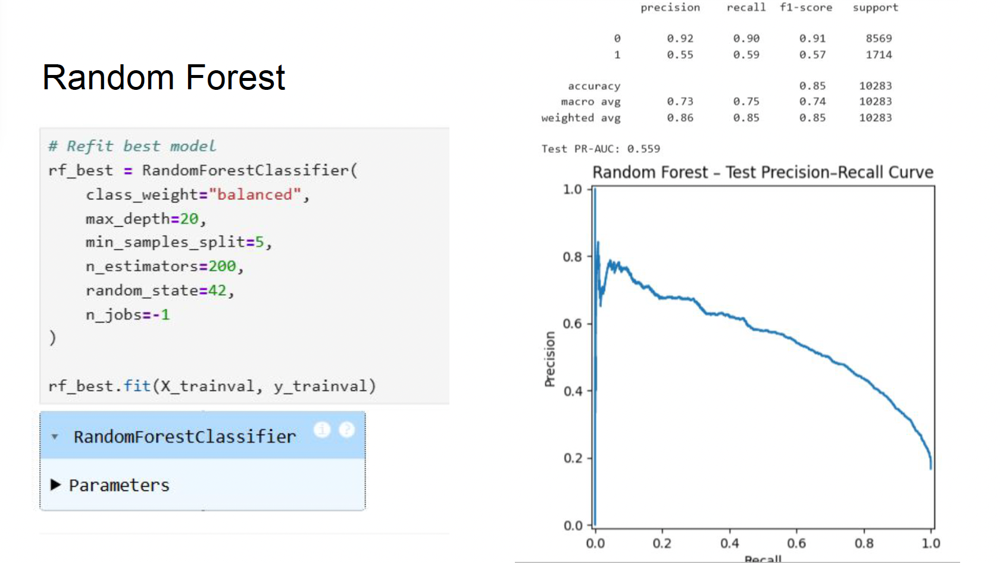 Random Forest
# Refit best model
rf_best = RandomForestClassifier(
    class_weight="balanced",
    max_depth=20,
    min_samples_split=5,
    n_estimators=200,
    random_state=42,
    n_jobs=-1
)
rf_best.fit(X_trainval, y_trainval)
RandomForestClassifier i ?
Parameters
precision recall f1-score support
0 0.92 0.90 0.91 8569
1 0.55 0.59 0.57 1714
accuracy 0.85 10283
macro avg 0.73 0.75 0.74 10283
weighted avg 0.86 0.85 0.85 10283
Test PR-AUC: 0.559
Random Forest – Test Precision–Recall Curve
1.0
0.8
0.6
0.4
0.2
0.0
Precision
0.0 0.2 0.4 0.6 0.8 1.0
Recall